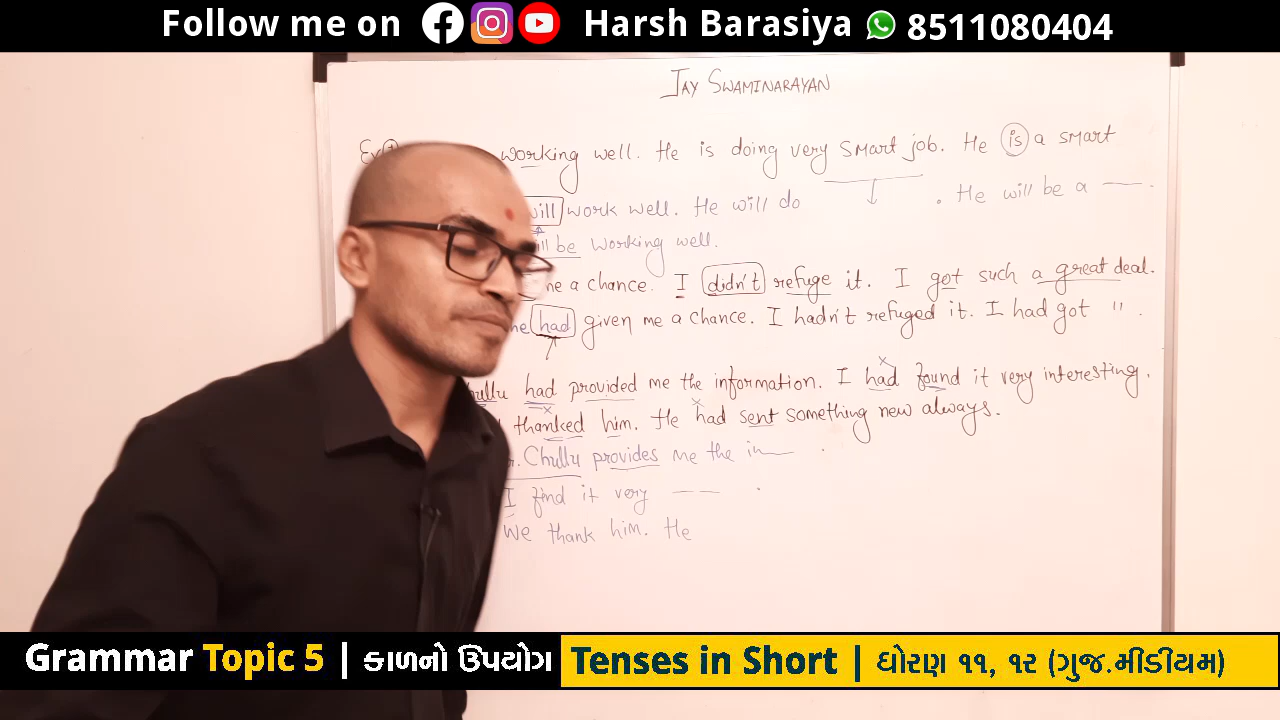 Follow me on Harsh Barasiya 8511080404
JAY SWAMINARAYAN
working well. He is doing very smart job. He is a smart
will work well. He will do . He will be a .
will be working well.
me a chance. I didn't refuge it. I got such a great deal.
he had given me a chance. I hadn't refuged it. I had got " .
Chullu had provided me the information. I had found it very interesting.
thanked him. He had sent something new always.
Chullu provides me the in .
I find it very .
We thank him. He
Grammar Topic 5 | કાળનો ઉપયોગ Tenses in Short | ધોરણ ૧૧, ૧૨ (ગુજ.મીડીયમ)